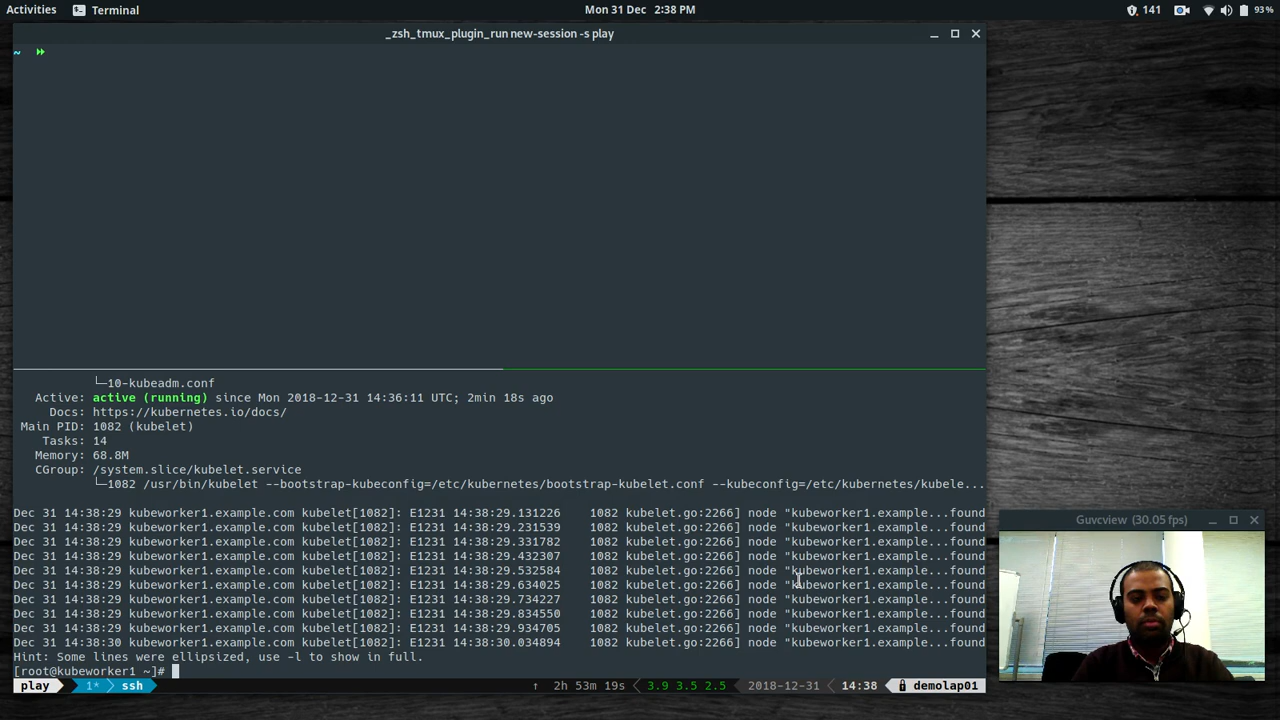 Activities Terminal Mon 31 Dec 2:38 PM 141 93%
_zsh_tmux_plugin_run new-session -s play
~
└─10-kubeadm.conf
Active: active (running) since Mon 2018-12-31 14:36:11 UTC; 2min 18s ago
Docs: https://kubernetes.io/docs/
Main PID: 1082 (kubelet)
Tasks: 14
Memory: 68.8M
CGroup: /system.slice/kubelet.service
└─1082 /usr/bin/kubelet --bootstrap-kubeconfig=/etc/kubernetes/bootstrap-kubelet.conf --kubeconfig=/etc/kubernetes/kubele...
Dec 31 14:38:29 kubeworker1.example.com kubelet[1082]: E1231 14:38:29.131226 1082 kubelet.go:2266] node "kubeworker1.example...found
Dec 31 14:38:29 kubeworker1.example.com kubelet[1082]: E1231 14:38:29.231539 1082 kubelet.go:2266] node "kubeworker1.example...found
Dec 31 14:38:29 kubeworker1.example.com kubelet[1082]: E1231 14:38:29.331782 1082 kubelet.go:2266] node "kubeworker1.example...found
Dec 31 14:38:29 kubeworker1.example.com kubelet[1082]: E1231 14:38:29.432307 1082 kubelet.go:2266] node "kubeworker1.example...found
Dec 31 14:38:29 kubeworker1.example.com kubelet[1082]: E1231 14:38:29.532584 1082 kubelet.go:2266] node "kubeworker1.example...found
Dec 31 14:38:29 kubeworker1.example.com kubelet[1082]: E1231 14:38:29.634025 1082 kubelet.go:2266] node "kubeworker1.example...found
Dec 31 14:38:29 kubeworker1.example.com kubelet[1082]: E1231 14:38:29.734227 1082 kubelet.go:2266] node "kubeworker1.example...found
Dec 31 14:38:29 kubeworker1.example.com kubelet[1082]: E1231 14:38:29.834550 1082 kubelet.go:2266] node "kubeworker1.example...found
Dec 31 14:38:29 kubeworker1.example.com kubelet[1082]: E1231 14:38:29.934705 1082 kubelet.go:2266] node "kubeworker1.example...found
Dec 31 14:38:30 kubeworker1.example.com kubelet[1082]: E1231 14:38:30.034894 1082 kubelet.go:2266] node "kubeworker1.example...found
Hint: Some lines were ellipsized, use -l to show in full.
[root@kubeworker1 ~]#
play 1* ssh ↑ 2h 53m 19s 3.9 3.5 2.5 2018-12-31 14:38 demolap01
Guvcview (30.05 fps)